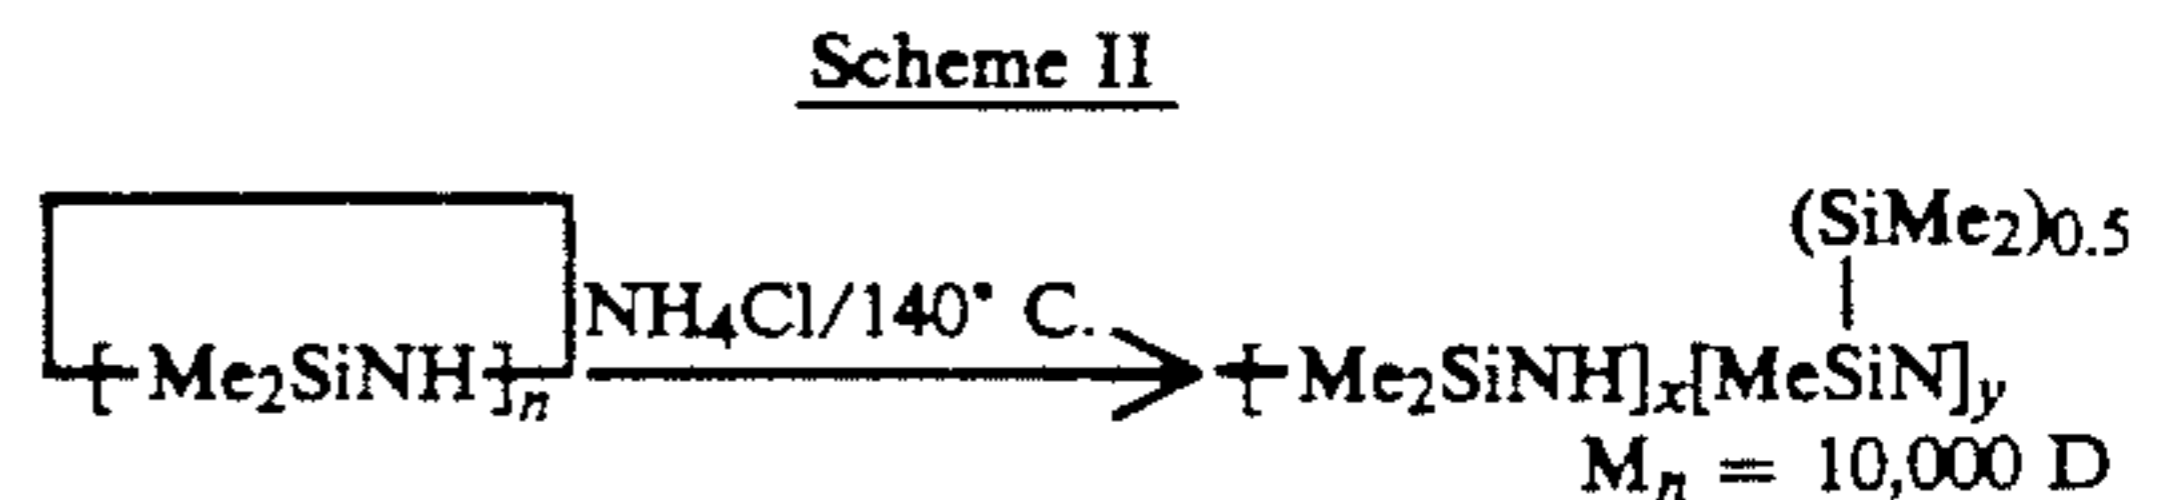 Scheme II
(SiMe2)0.5
NH4Cl/140° C.
[Me2SiNH]n [Me2SiNH]x[MeSiN]y
Mn = 10,000 D